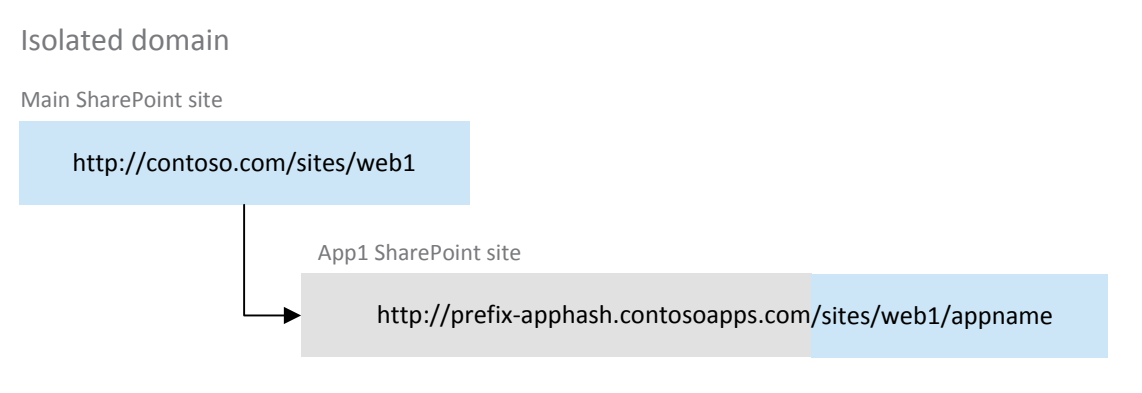 Isolated domain
Main SharePoint site
http://contoso.com/sites/web1
App1 SharePoint site
http://prefix-apphash.contosoapps.com/sites/web1/appname